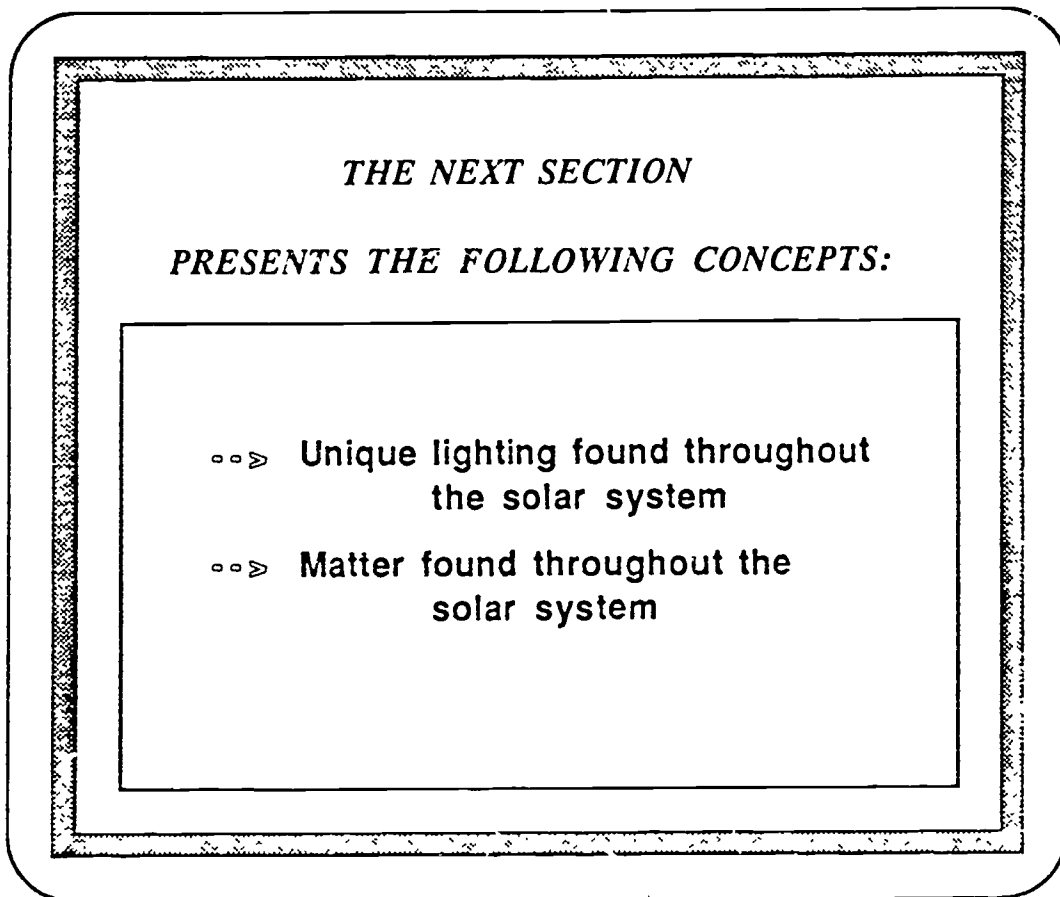 THE NEXT SECTION
PRESENTS THE FOLLOWING CONCEPTS:
Unique lighting found throughout
the solar system
Matter found throughout the
solar system